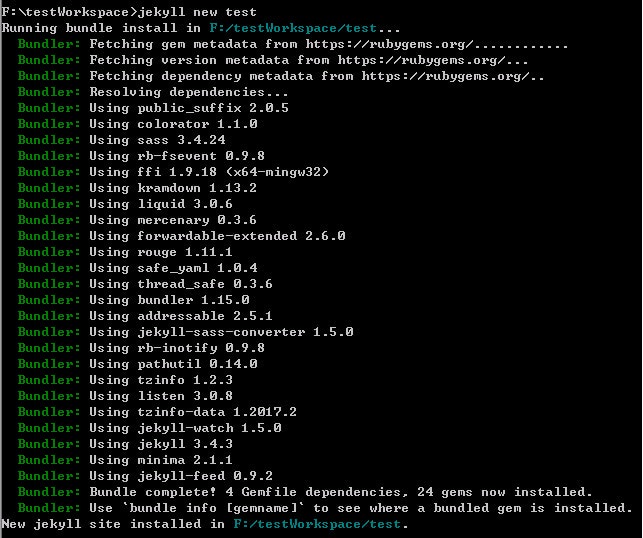 F:\testWorkspace>jekyll new test
Running bundle install in F:/testWorkspace/test...
Bundler: Fetching gem metadata from https://rubygems.org/............
Bundler: Fetching version metadata from https://rubygems.org/...
Bundler: Fetching dependency metadata from https://rubygems.org/..
Bundler: Resolving dependencies...
Bundler: Using public_suffix 2.0.5
Bundler: Using colorator 1.1.0
Bundler: Using sass 3.4.24
Bundler: Using rb-fsevent 0.9.8
Bundler: Using ffi 1.9.18 (x64-mingw32)
Bundler: Using kramdown 1.13.2
Bundler: Using liquid 3.0.6
Bundler: Using mercenary 0.3.6
Bundler: Using forwardable-extended 2.6.0
Bundler: Using rouge 1.11.1
Bundler: Using safe_yaml 1.0.4
Bundler: Using thread_safe 0.3.6
Bundler: Using bundler 1.15.0
Bundler: Using addressable 2.5.1
Bundler: Using jekyll-sass-converter 1.5.0
Bundler: Using rb-inotify 0.9.8
Bundler: Using pathutil 0.14.0
Bundler: Using tzinfo 1.2.3
Bundler: Using listen 3.0.8
Bundler: Using tzinfo-data 1.2017.2
Bundler: Using jekyll-watch 1.5.0
Bundler: Using jekyll 3.4.3
Bundler: Using minima 2.1.1
Bundler: Using jekyll-feed 0.9.2
Bundler: Bundle complete! 4 Gemfile dependencies, 24 gems now installed.
Bundler: Use `bundle info [gemname]` to see where a bundled gem is installed.
New jekyll site installed in F:/testWorkspace/test.